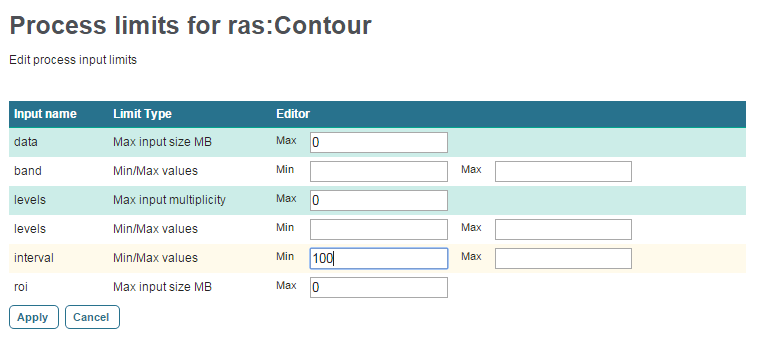 Process limits for ras:Contour
Edit process input limits
Input name Limit Type Editor
data Max input size MB Max 0
band Min/Max values Min Max
levels Max input multiplicity Max 0
levels Min/Max values Min Max
interval Min/Max values Min 100 Max
roi Max input size MB Max 0
Apply Cancel